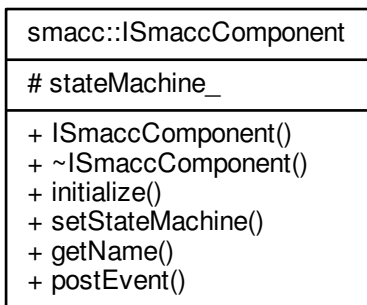 smacc::ISmaccComponent
# stateMachine_
+ ISmaccComponent()
+ ~ISmaccComponent()
+ initialize()
+ setStateMachine()
+ getName()
+ postEvent()